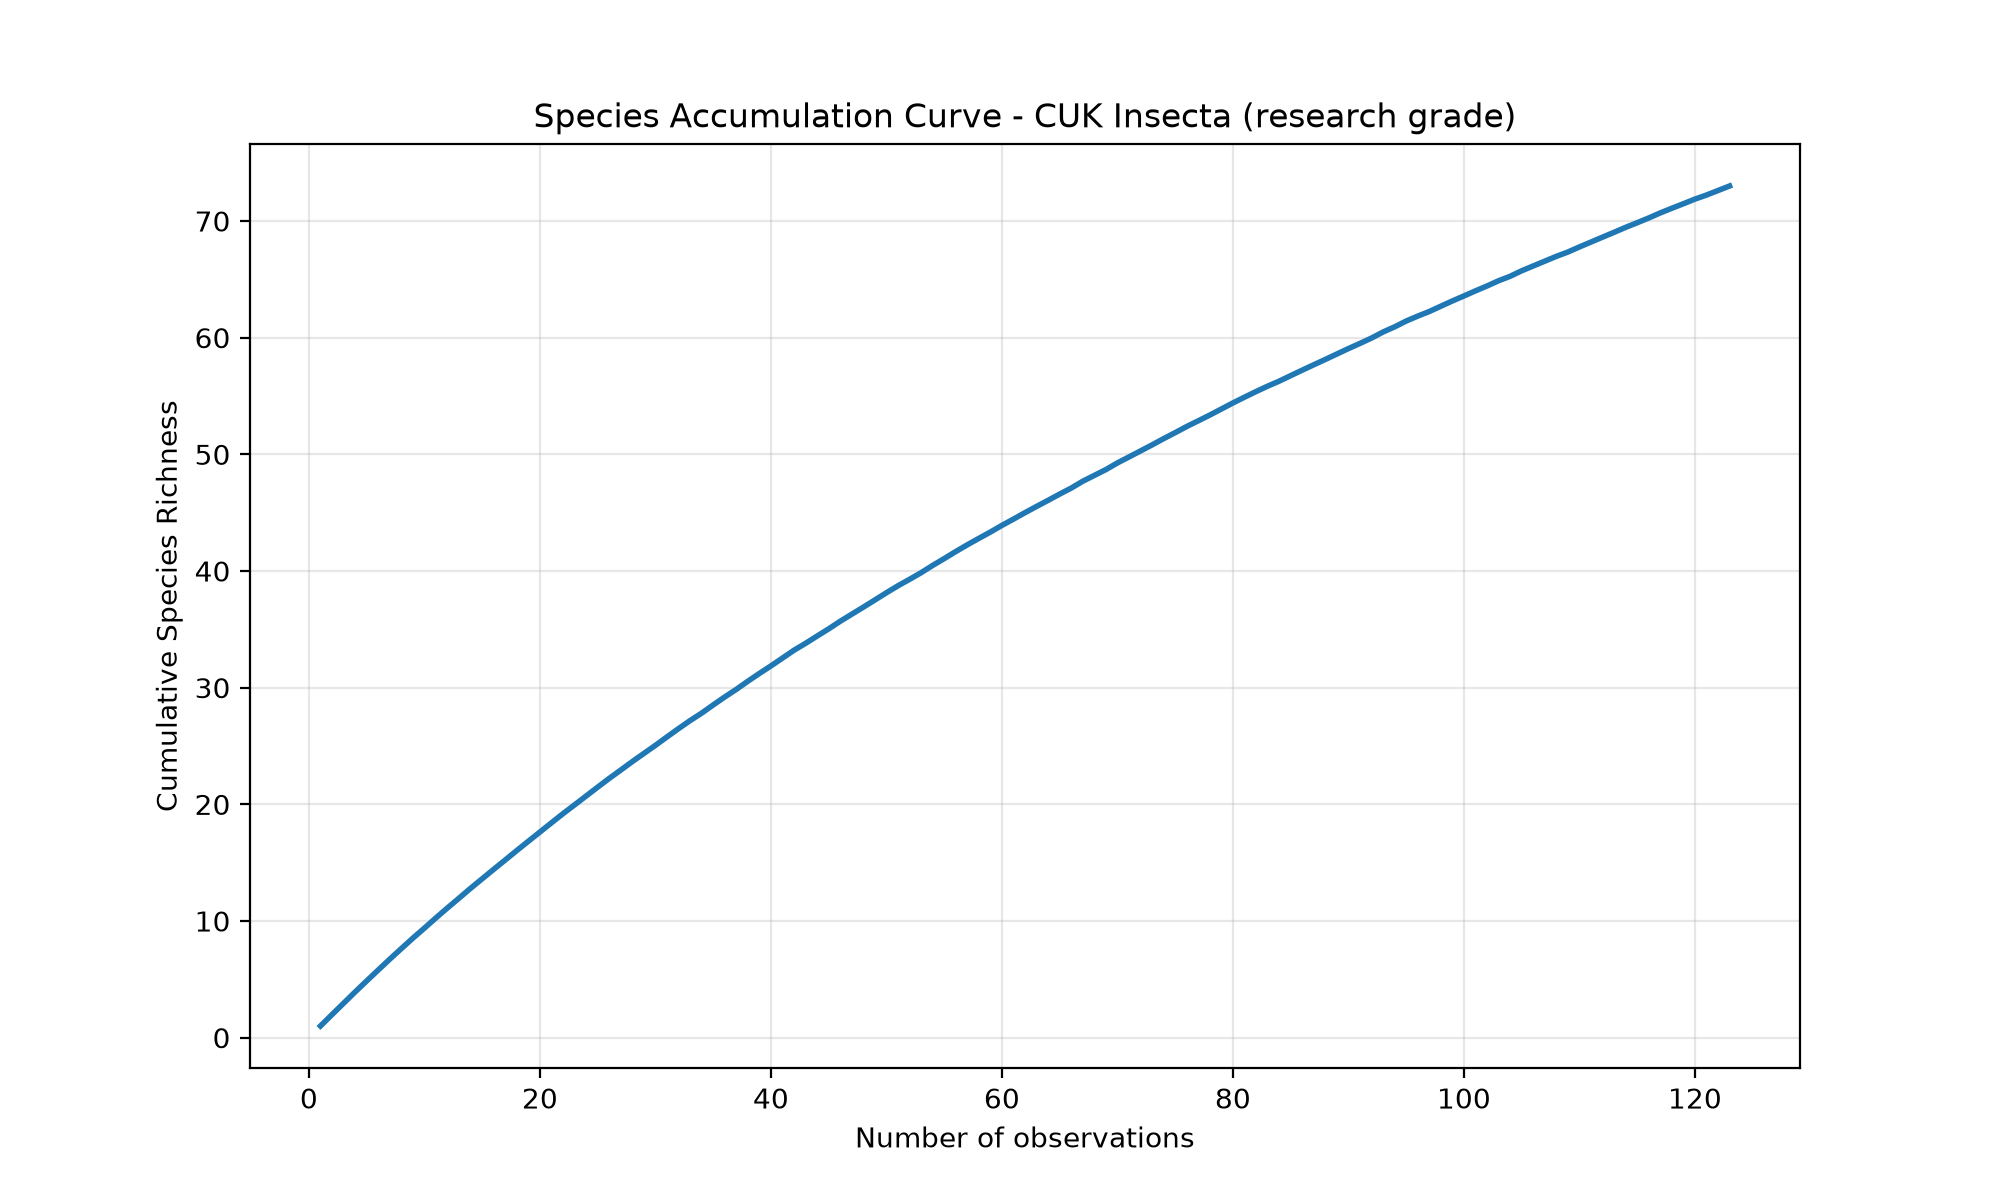 Species Accumulation Curve - CUK Insecta (research grade)
Cumulative Species Richness
70
60
50
40
30
20
10
0
0 20 40 60 80 100 120
Number of observations